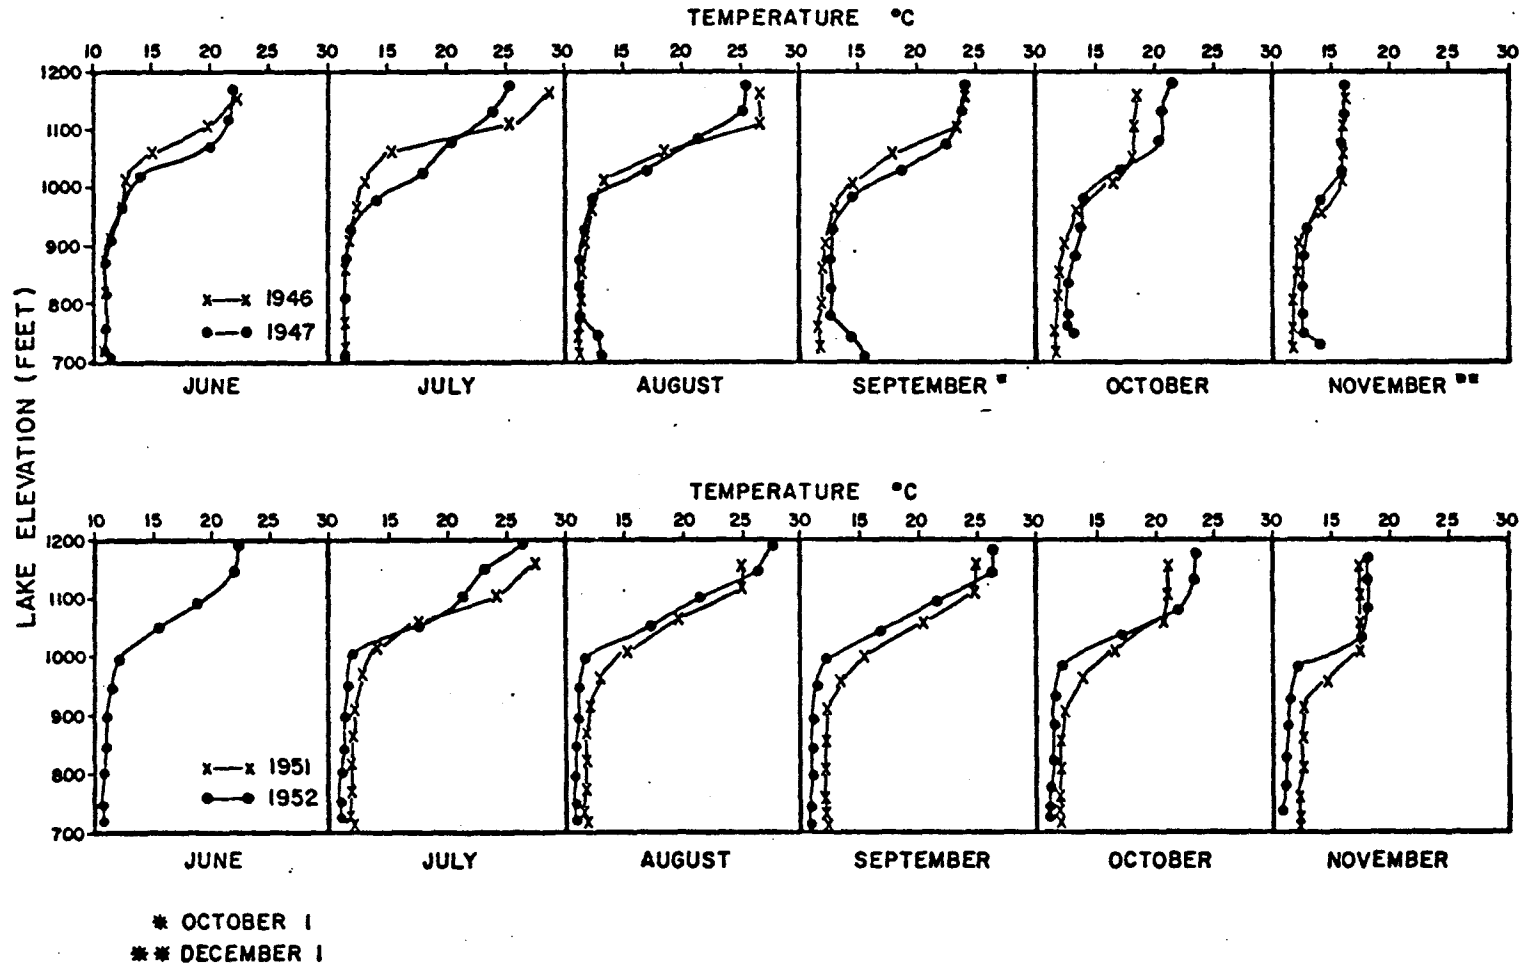 TEMPERATURE °C
10 15 20 25 30 15 20 25 30 15 20 25 30 15 20 25 30 15 20 25 30 15 20 25 30
1200
1100
1000
900
800
700
x—x 1946
●—● 1947
JUNE JULY AUGUST SEPTEMBER * OCTOBER NOVEMBER **
LAKE ELEVATION (FEET)
TEMPERATURE °C
10 15 20 25 30 15 20 25 30 15 20 25 30 15 20 25 30 15 20 25 30 15 20 25 30
1200
1100
1000
900
800
700
x—x 1951
●—● 1952
JUNE JULY AUGUST SEPTEMBER OCTOBER NOVEMBER
* OCTOBER 1
** DECEMBER 1